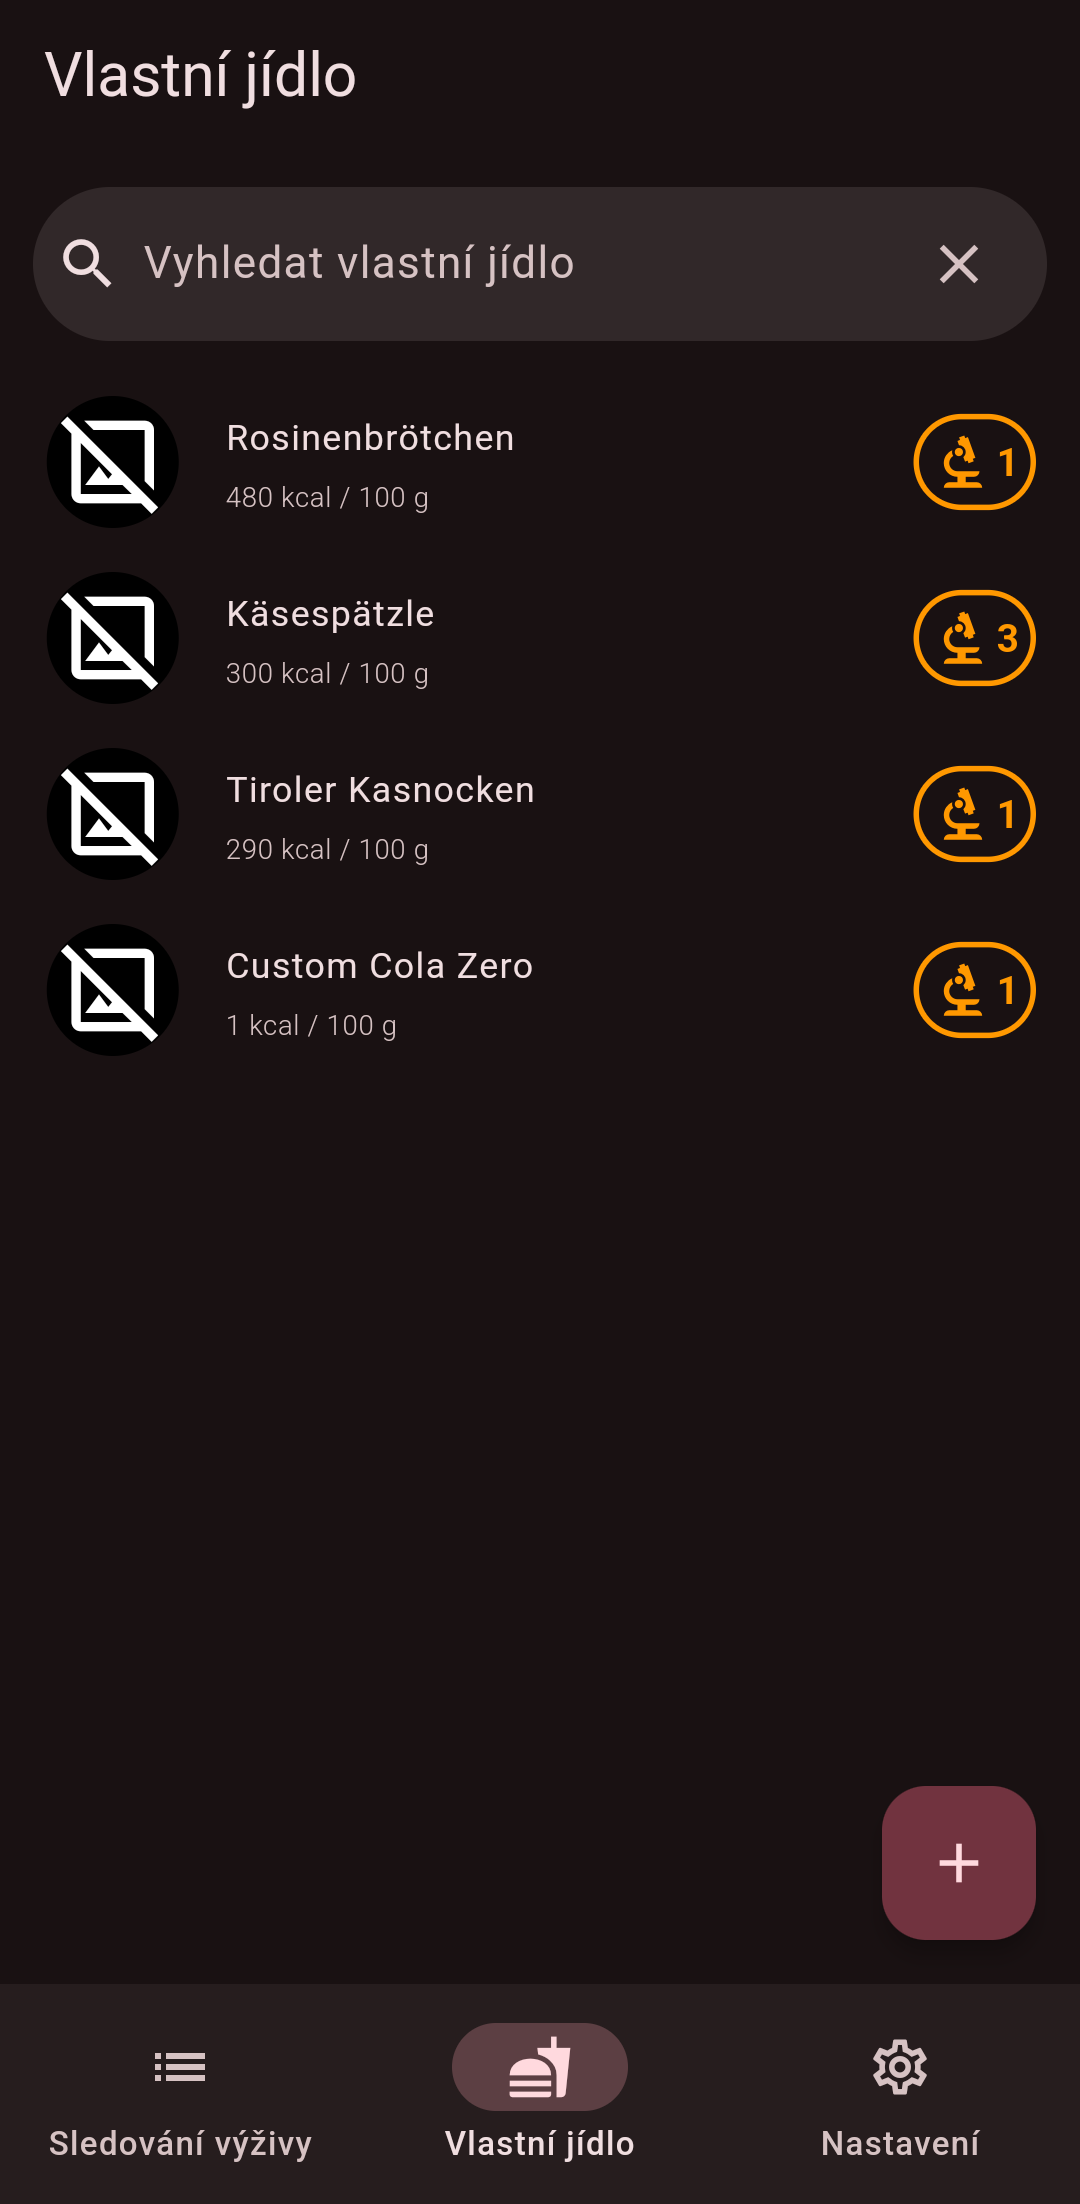 Vlastní jídlo
Vyhledat vlastní jídlo
Rosinenbrötchen
480 kcal / 100 g
1
Käsespätzle
300 kcal / 100 g
3
Tiroler Kasnocken
290 kcal / 100 g
1
Custom Cola Zero
1 kcal / 100 g
1
Sledování výživy
Vlastní jídlo
Nastavení